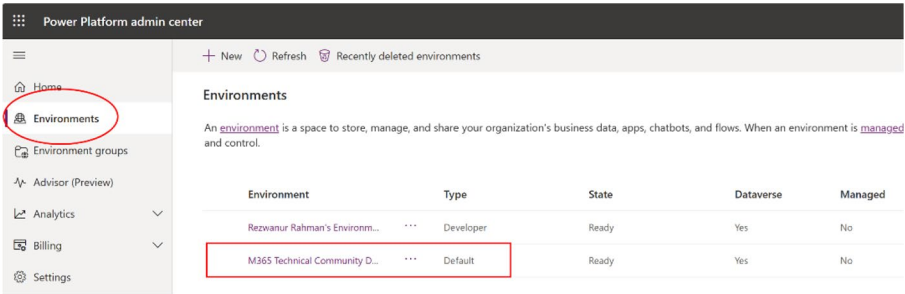 Power Platform admin center
New Refresh Recently deleted environments
Home
Environments
Environment groups
Advisor (Preview)
Analytics
Billing
Settings
Environments
An environment is a space to store, manage, and share your organization's business data, apps, chatbots, and flows. When an environment is managed
and control.
Environment Type State Dataverse Managed
Rezwanur Rahman's Environm... ... Developer Ready Yes No
M365 Technical Community D... ... Default Ready Yes No